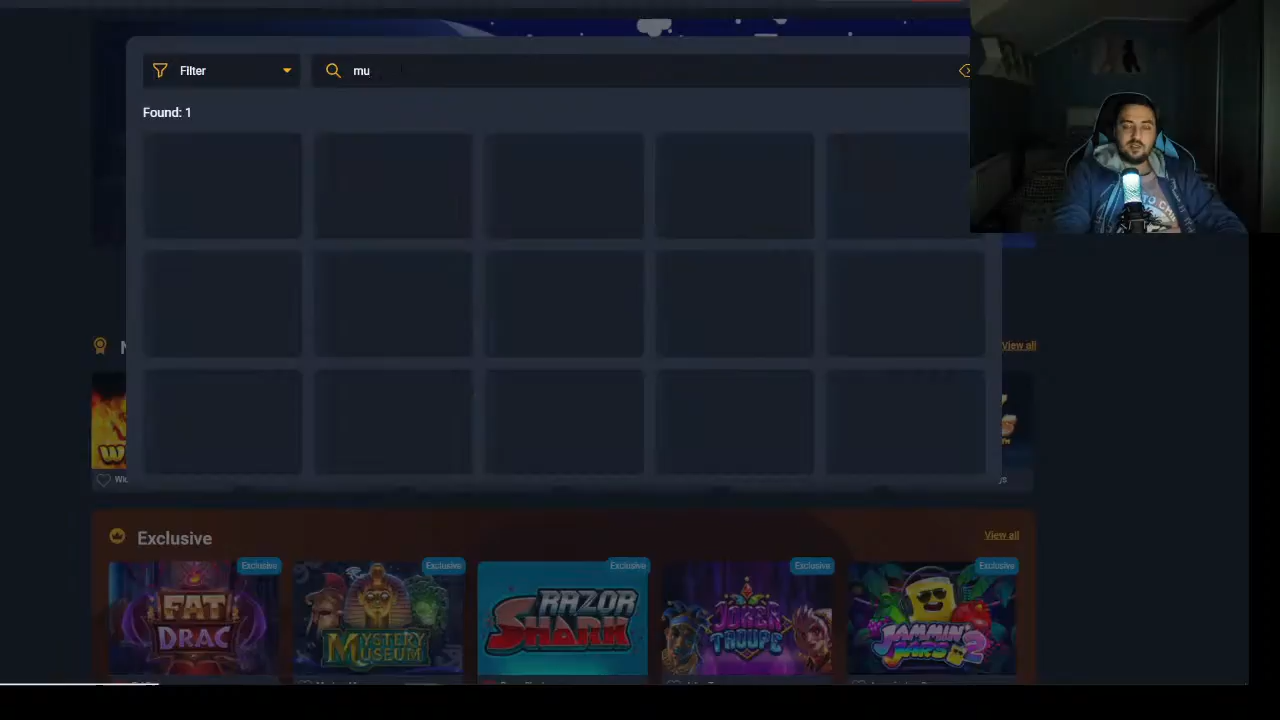 Filter
mu
Found: 1
View all
Exclusive
View all
Exclusive
Exclusive
Exclusive
Exclusive
Exclusive
FAT DRAC
MYSTERY MUSEUM
RAZOR SHARK
JOKER TROUPE
JAMMIN' JARS 2